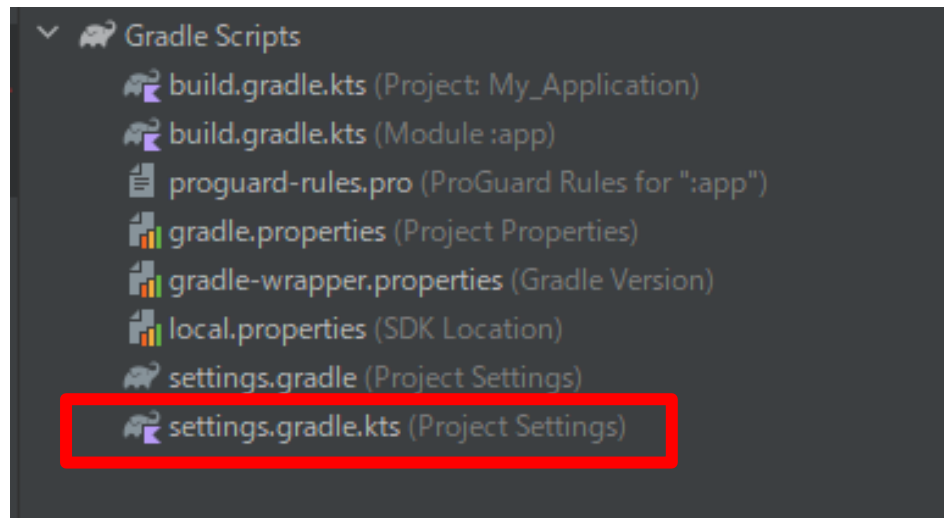 Gradle Scripts
build.gradle.kts (Project: My_Application)
build.gradle.kts (Module :app)
proguard-rules.pro (ProGuard Rules for ":app")
gradle.properties (Project Properties)
gradle-wrapper.properties (Gradle Version)
local.properties (SDK Location)
settings.gradle (Project Settings)
settings.gradle.kts (Project Settings)